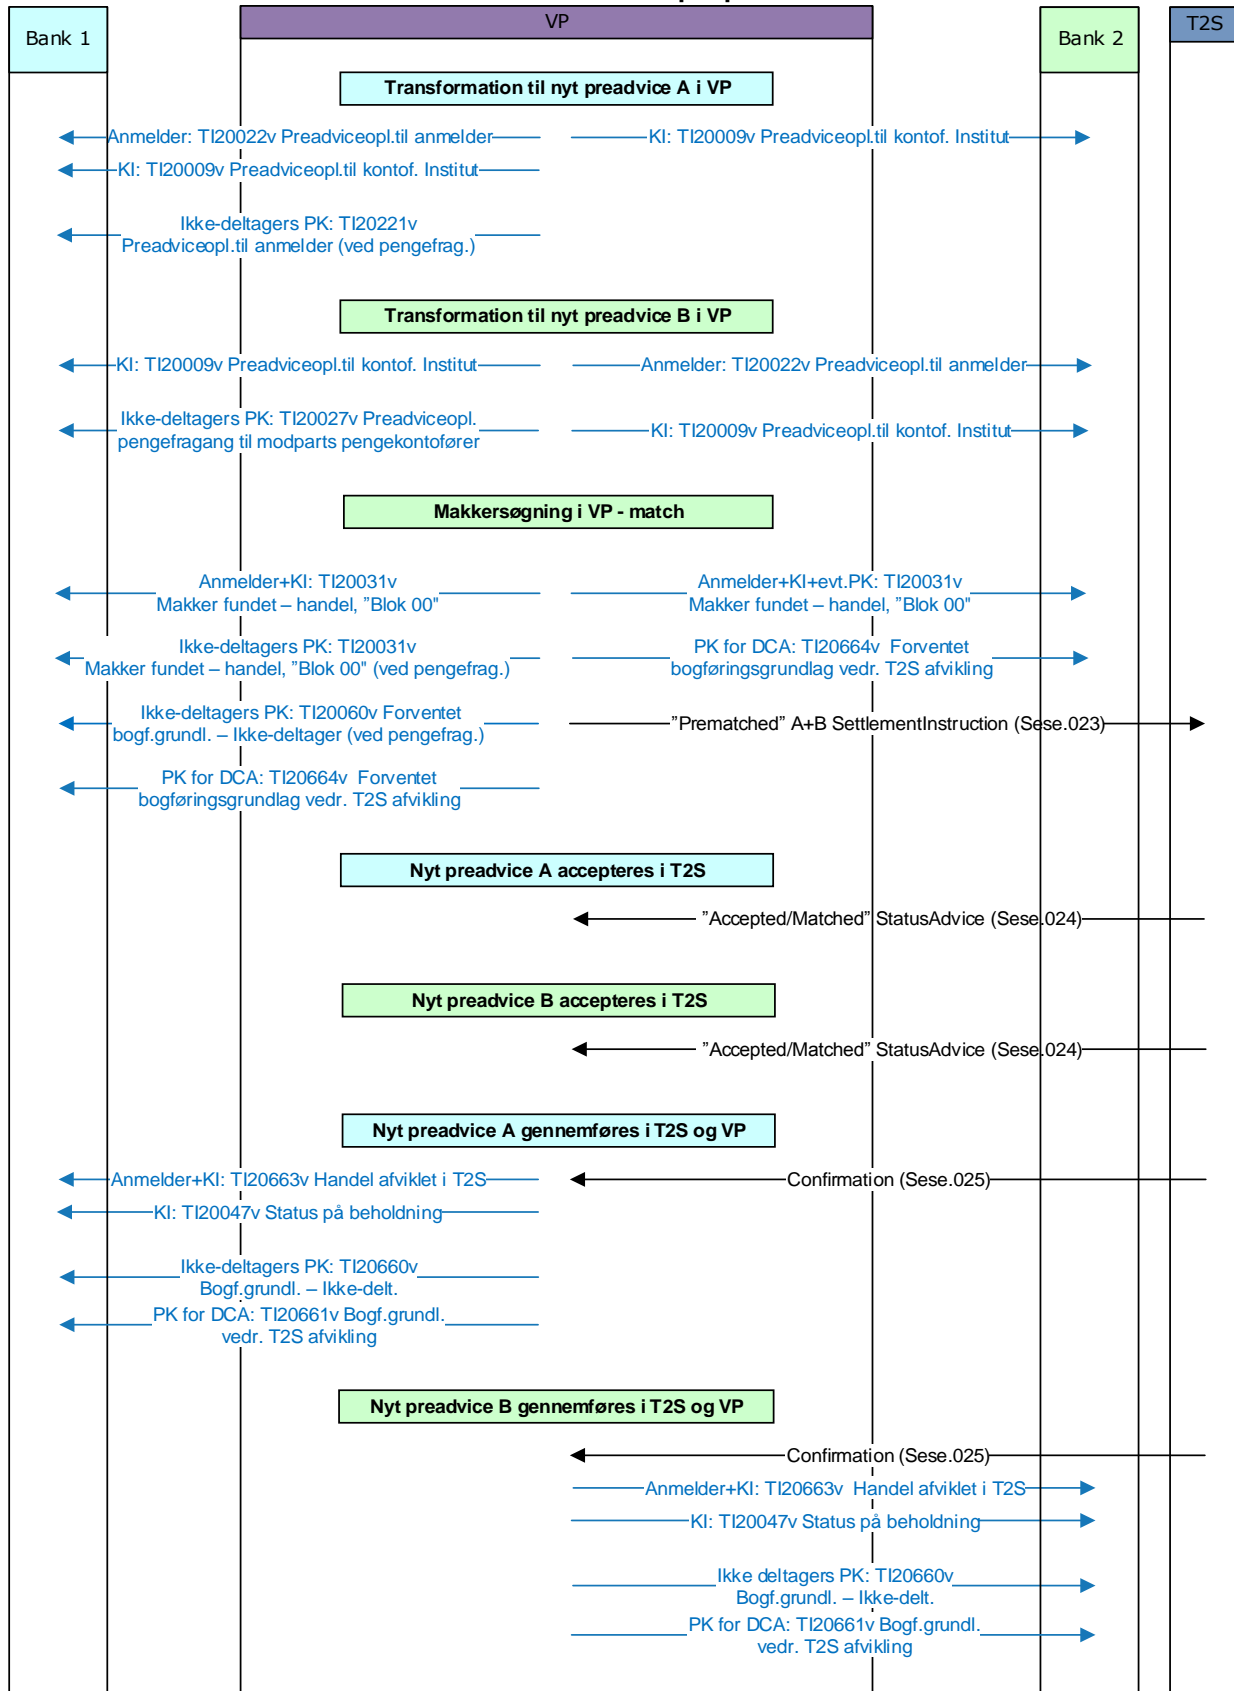 Bank 1
VP
Bank 2
T2S
Transformation til nyt preadvice A i VP
Anmelder: TI20022v Preadviceopl.til anmelder
KI: TI20009v Preadviceopl.til kontof. Institut
KI: TI20009v Preadviceopl.til kontof. Institut
Ikke-deltagers PK: TI20221v
Preadviceopl.til anmelder (ved pengefrag.)
Transformation til nyt preadvice B i VP
KI: TI20009v Preadviceopl.til kontof. Institut
Anmelder: TI20022v Preadviceopl.til anmelder
Ikke-deltagers PK: TI20027v Preadviceopl.
pengefragang til modparts pengekontofører
KI: TI20009v Preadviceopl.til kontof. Institut
Makkersøgning i VP - match
Anmelder+KI: TI20031v
Makker fundet – handel, ”Blok 00"
Anmelder+KI+evt.PK: TI20031v
Makker fundet – handel, ”Blok 00"
Ikke-deltagers PK: TI20031v
Makker fundet – handel, ”Blok 00" (ved pengefrag.)
PK for DCA: TI20664v  Forventet
bogføringsgrundlag vedr. T2S afvikling
Ikke-deltagers PK: TI20060v Forventet
bogf.grundl. – Ikke-deltager (ved pengefrag.)
”Prematched” A+B SettlementInstruction (Sese.023)
PK for DCA: TI20664v  Forventet
bogføringsgrundlag vedr. T2S afvikling
Nyt preadvice A accepteres i T2S
”Accepted/Matched” StatusAdvice (Sese.024)
Nyt preadvice B accepteres i T2S
”Accepted/Matched” StatusAdvice (Sese.024)
Nyt preadvice A gennemføres i T2S og VP
Anmelder+KI: TI20663v Handel afviklet i T2S
Confirmation (Sese.025)
KI: TI20047v Status på beholdning
Ikke-deltagers PK: TI20660v
Bogf.grundl. – Ikke-delt.
PK for DCA: TI20661v Bogf.grundl.
vedr. T2S afvikling
Nyt preadvice B gennemføres i T2S og VP
Confirmation (Sese.025)
Anmelder+KI: TI20663v  Handel afviklet i T2S
KI: TI20047v Status på beholdning
Ikke deltagers PK: TI20660v
Bogf.grundl. – Ikke-delt.
PK for DCA: TI20661v Bogf.grundl.
vedr. T2S afvikling